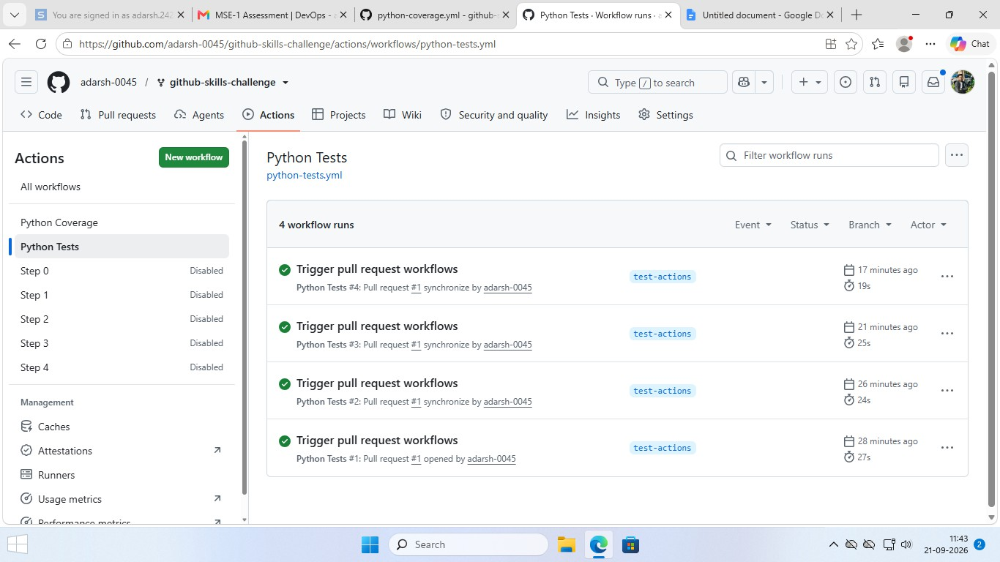 You are signed in as adarsh.242
MSE-1 Assessment | DevOps - a
python-coverage.yml - github-s
Python Tests · Workflow runs · a
Untitled document - Google Do
https://github.com/adarsh-0045/github-skills-challenge/actions/workflows/python-tests.yml
Chat
adarsh-0045 / github-skills-challenge
Type / to search
Code
Pull requests
Agents
Actions
Projects
Wiki
Security and quality
Insights
Settings
Actions
New workflow
All workflows
Python Coverage
Python Tests
Step 0 Disabled
Step 1 Disabled
Step 2 Disabled
Step 3 Disabled
Step 4 Disabled
Management
Caches
Attestations
Runners
Usage metrics
Performance metrics
Python Tests
python-tests.yml
Filter workflow runs
4 workflow runs
Event
Status
Branch
Actor
Trigger pull request workflows
Python Tests #4: Pull request #1 synchronize by adarsh-0045
test-actions
17 minutes ago
19s
Trigger pull request workflows
Python Tests #3: Pull request #1 synchronize by adarsh-0045
test-actions
21 minutes ago
25s
Trigger pull request workflows
Python Tests #2: Pull request #1 synchronize by adarsh-0045
test-actions
26 minutes ago
24s
Trigger pull request workflows
Python Tests #1: Pull request #1 opened by adarsh-0045
test-actions
28 minutes ago
27s
Search
11:43
21-09-2026
2